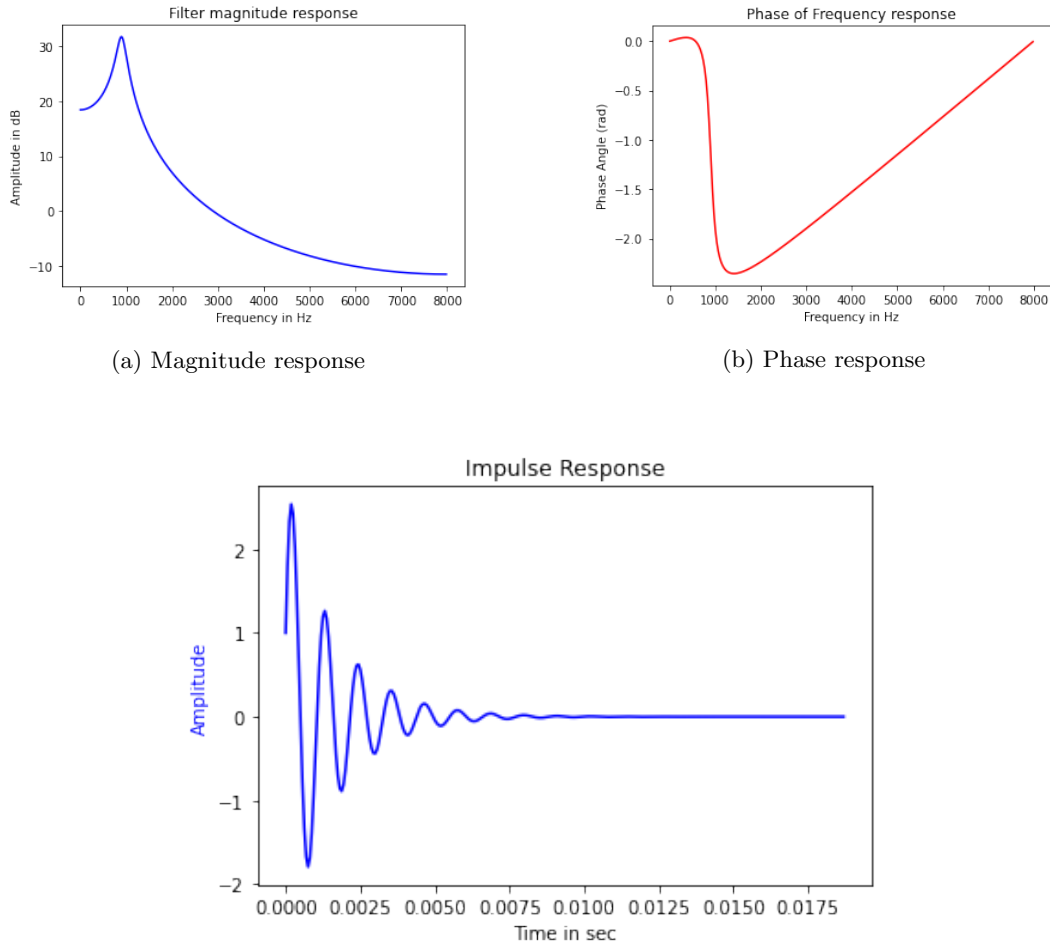 Filter magnitude response
30
20
10
0
−10
Amplitude in dB
0 1000 2000 3000 4000 5000 6000 7000 8000
Frequency in Hz
(a) Magnitude response
Phase of Frequency response
0.0
−0.5
−1.0
−1.5
−2.0
Phase Angle (rad)
0 1000 2000 3000 4000 5000 6000 7000 8000
Frequency in Hz
(b) Phase response
Impulse Response
2
1
0
−1
−2
Amplitude
0.0000 0.0025 0.0050 0.0075 0.0100 0.0125 0.0150 0.0175
Time in sec